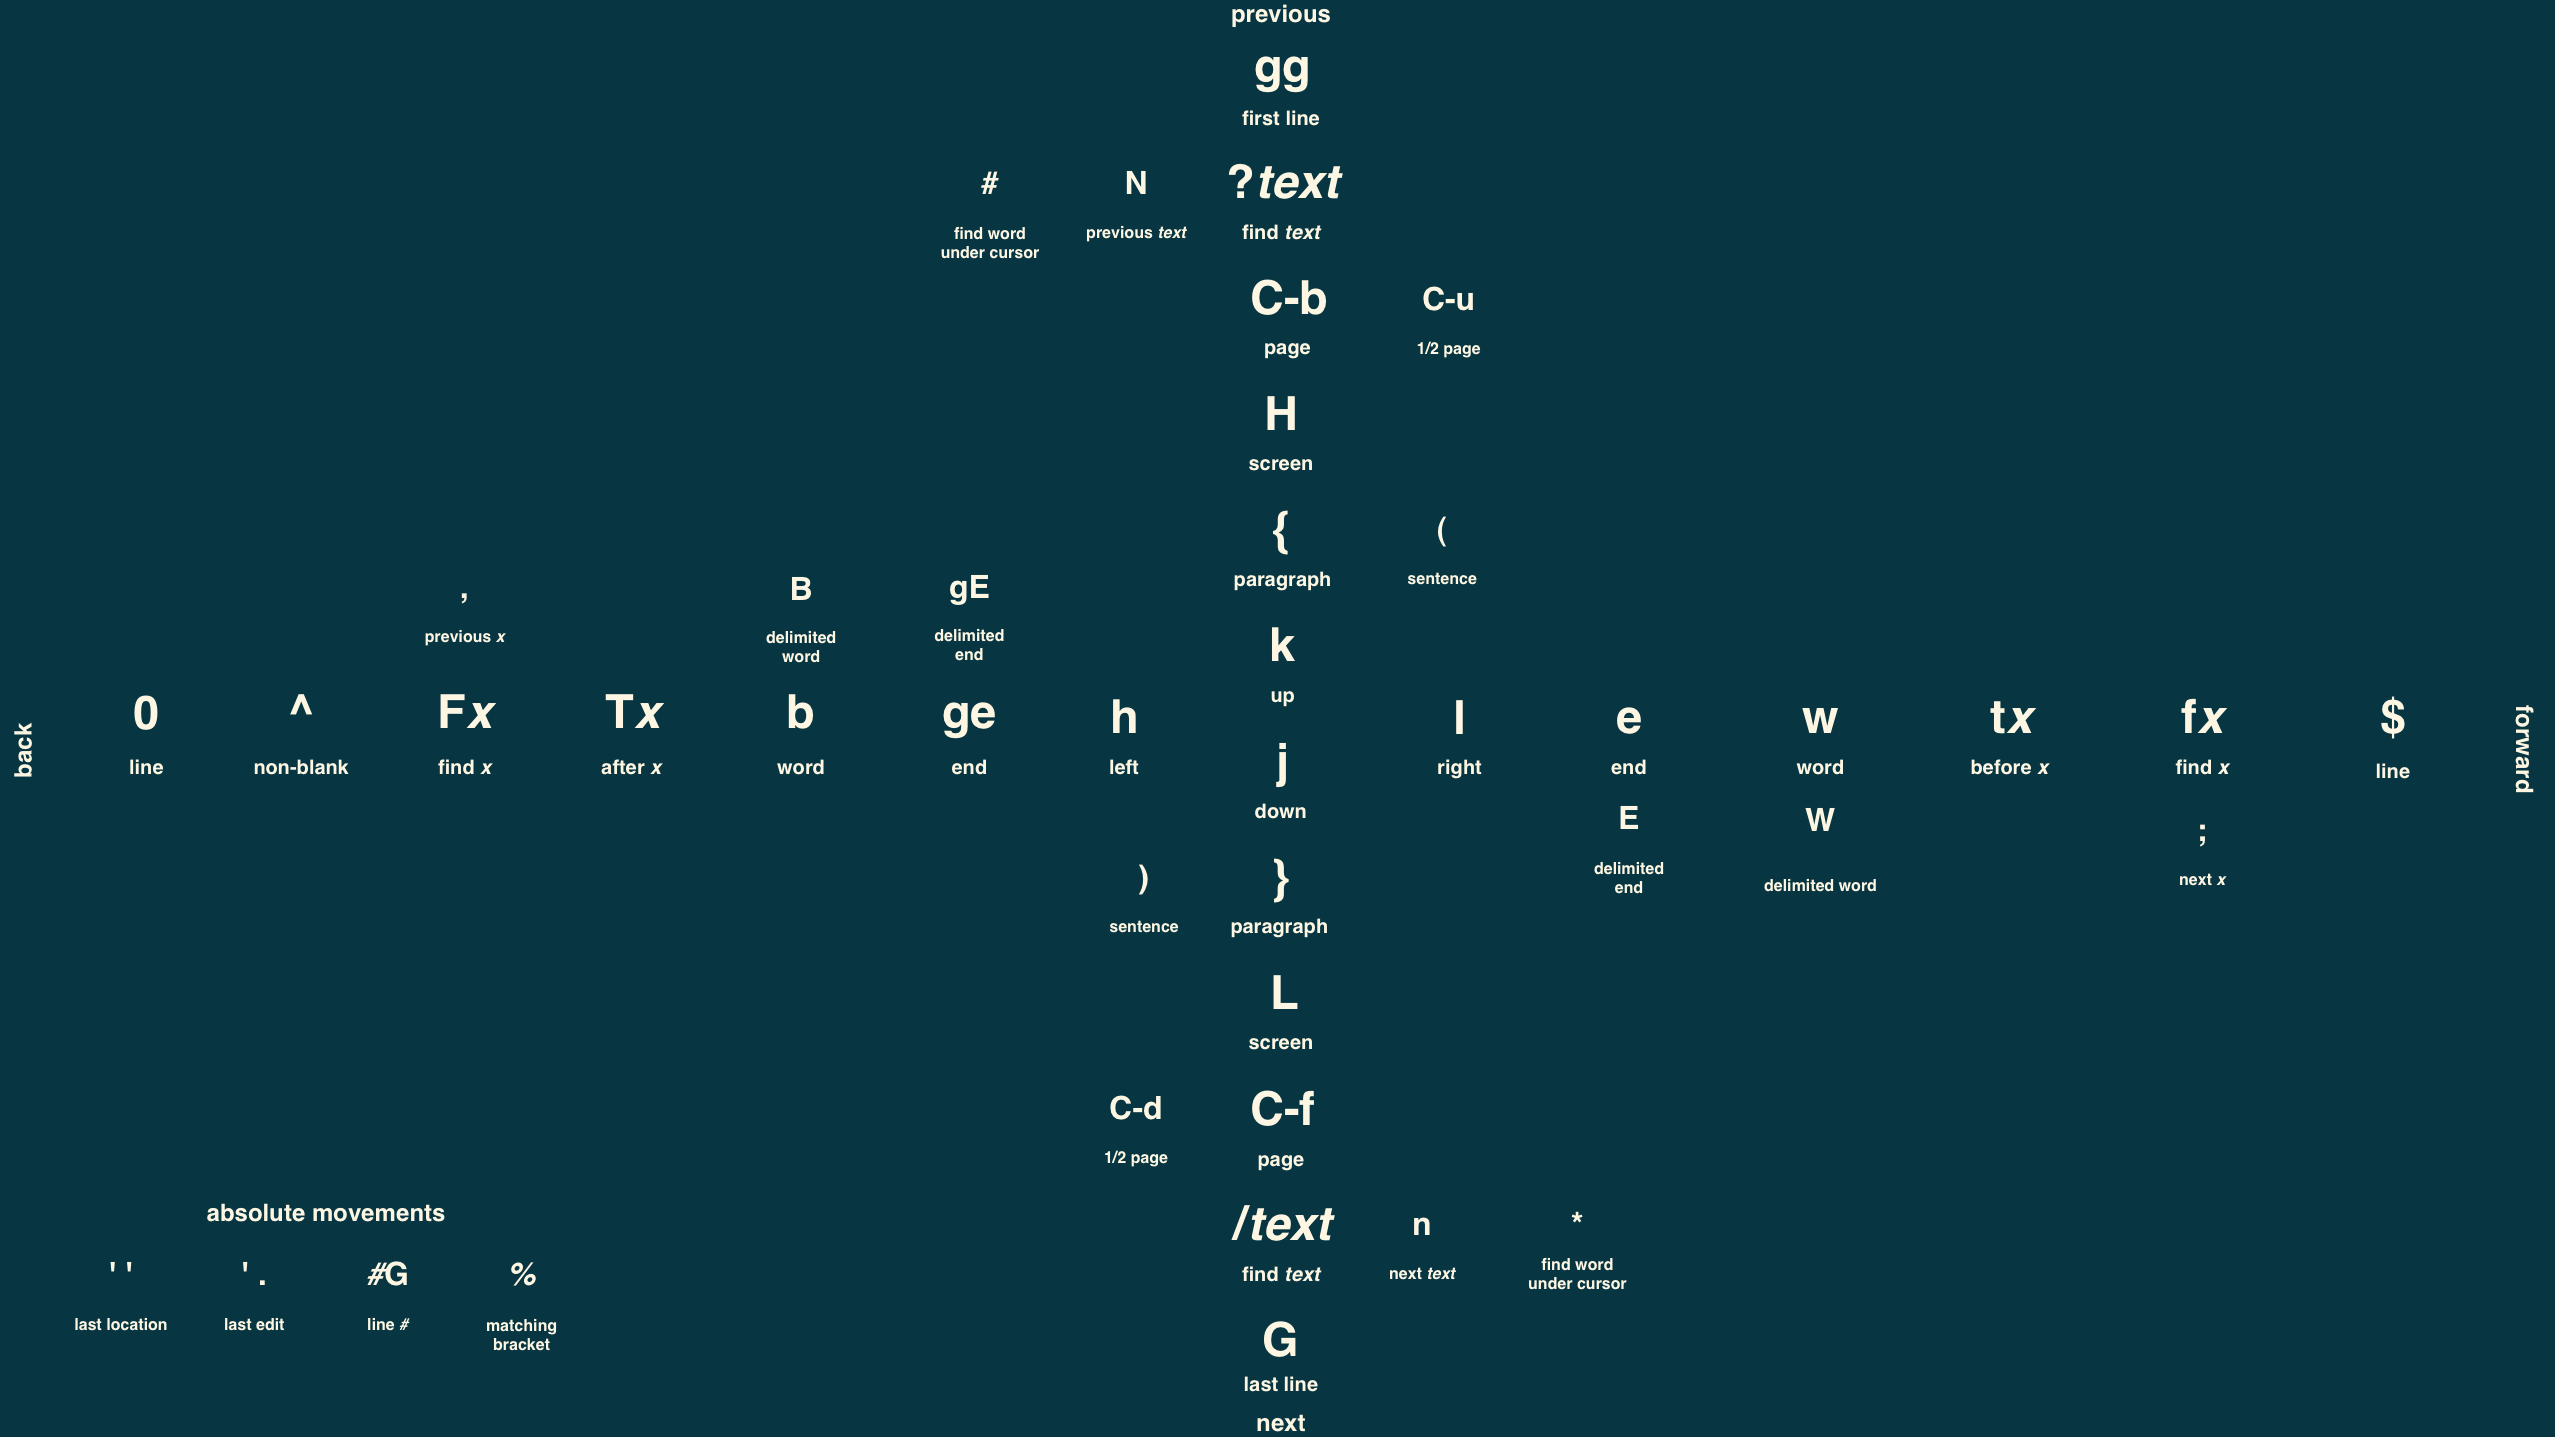 previous
gg
first line
# N ?text
find word
under cursor
previous text
find text
C-b C-u
page 1/2 page
H
screen
{ (
paragraph sentence
, B gE
previous x
delimited
word
delimited
end
k
up
back
0 ^ Fx Tx b ge h l e w tx fx $
line non-blank find x after x word end left right end word before x find x line
forward
j
down
E W ;
delimited
end
delimited word
next x
) }
sentence paragraph
L
screen
C-d C-f
1/2 page page
/text n *
find text next text
find word
under cursor
absolute movements
' ' ' . #G %
last location last edit line #
matching
bracket
G
last line
next